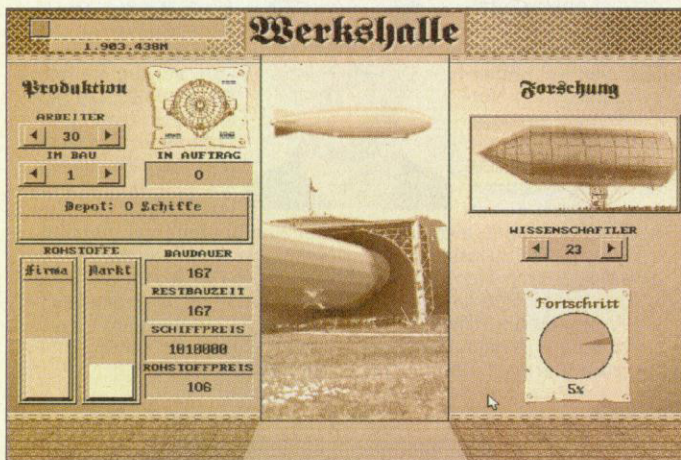 Werkshalle
1.903.438M
Produktion
ARBEITER
30
IM BAU
1
IN AUFTRAG
0
Depot: 0 Schiffe
ROHSTOFFE
Firma
Markt
BAUDAUER
167
RESTBAUZEIT
167
SCHIFFPREIS
1018000
ROHSTOFFPREIS
106
Forschung
WISSENSCHAFTLER
23
Fortschritt
5%